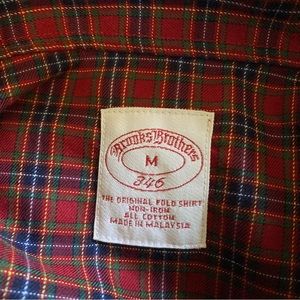 Brooks Brothers
M
346
THE ORIGINAL POLO SHIRT
NON-IRON
ALL COTTON
MADE IN MALAYSIA